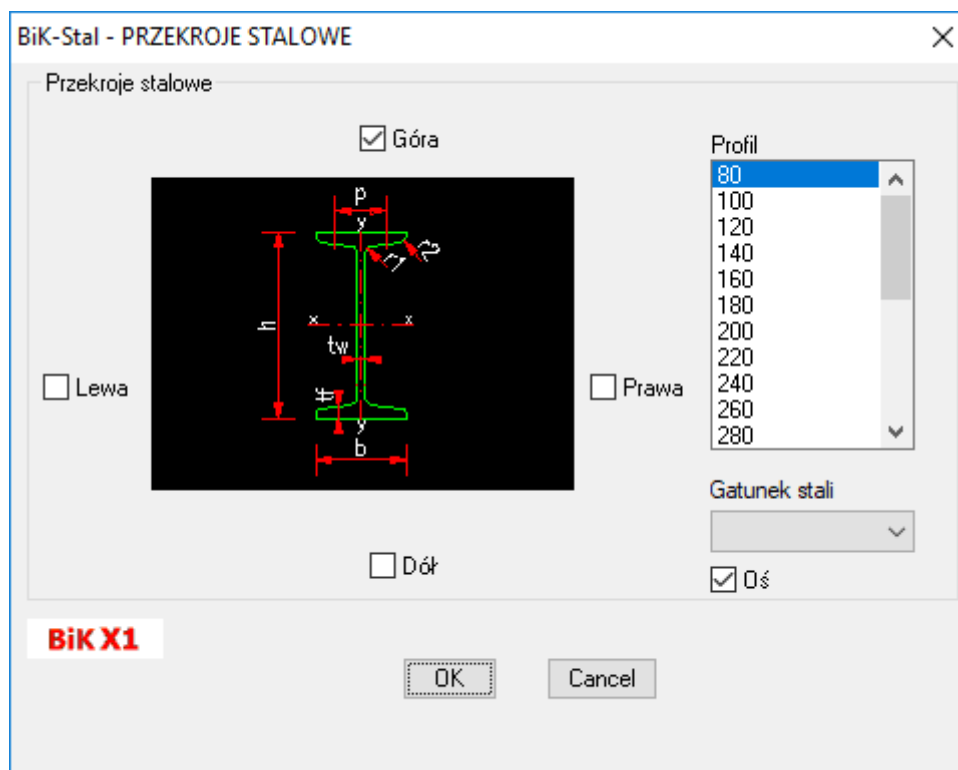 BiK-Stal - PRZEKROJE STALOWE
Przekroje stalowe
Góra
Profil
80
100
120
140
160
180
200
220
240
260
280
p
y
r1
r2
h
x
x
tw
tf
y
b
Lewa
Prawa
Gatunek stali
Dół
Oś
BiK X1
OK
Cancel